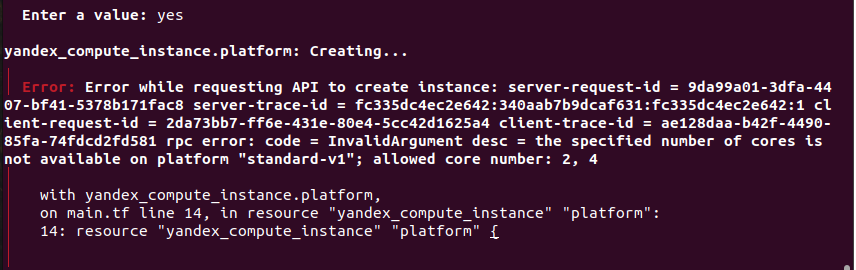 Enter a value: yes
yandex_compute_instance.platform: Creating...
Error: Error while requesting API to create instance: server-request-id = 9da99a01-3dfa-44
07-bf41-5378b171fac8 server-trace-id = fc335dc4ec2e642:340aab7b9dcaf631:fc335dc4ec2e642:1 cl
ient-request-id = 2da73bb7-ff6e-431e-80e4-5cc42d1625a4 client-trace-id = ae128daa-b42f-4490-
85fa-74fdcd2fd581 rpc error: code = InvalidArgument desc = the specified number of cores is
not available on platform "standard-v1"; allowed core number: 2, 4
with yandex_compute_instance.platform,
on main.tf line 14, in resource "yandex_compute_instance" "platform":
14: resource "yandex_compute_instance" "platform" {